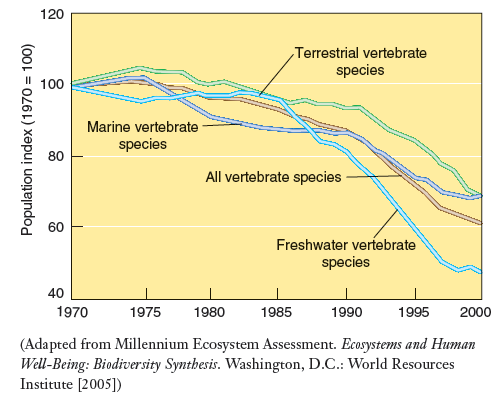 120
100
80
60
40
Population index (1970 = 100)
Terrestrial vertebrate
species
Marine vertebrate
species
All vertebrate species
Freshwater vertebrate
species
1970 1975 1980 1985 1990 1995 2000
(Adapted from Millennium Ecosystem Assessment. Ecosystems and Human
Well-Being: Biodiversity Synthesis. Washington, D.C.: World Resources
Institute [2005])